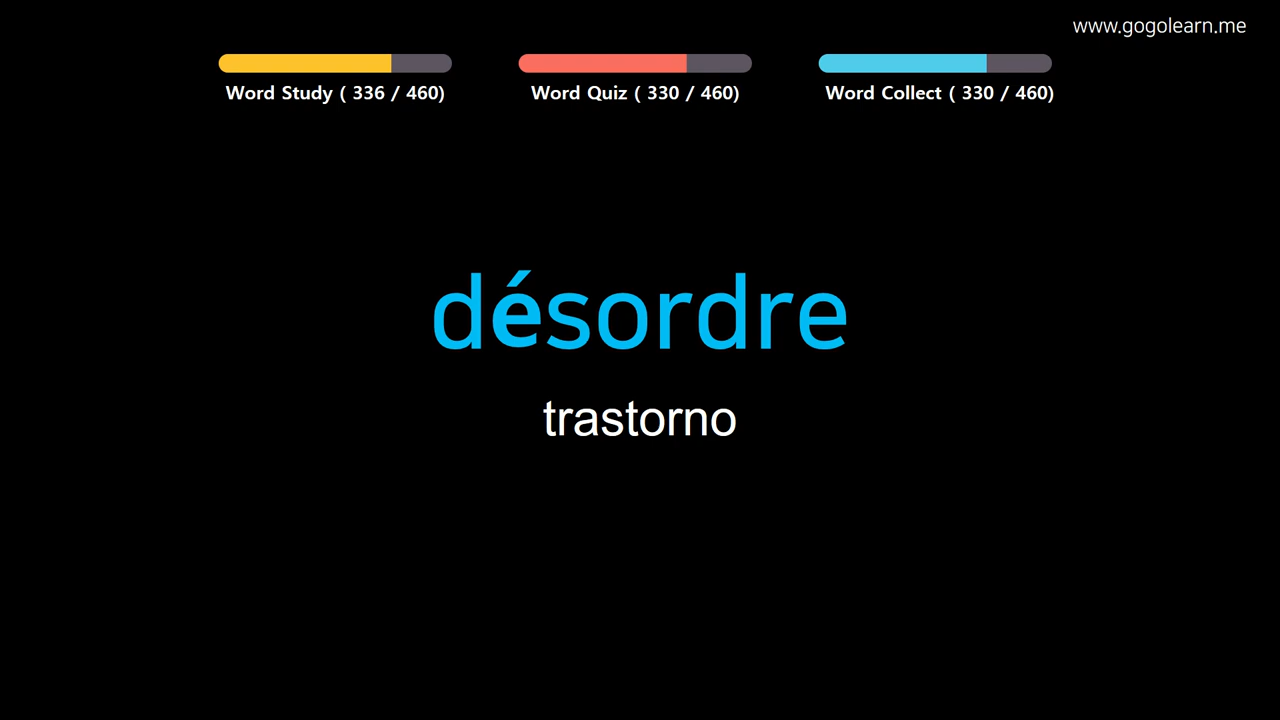 www.gogolearn.me
Word Study ( 336 / 460)
Word Quiz ( 330 / 460)
Word Collect ( 330 / 460)
désordre
trastorno